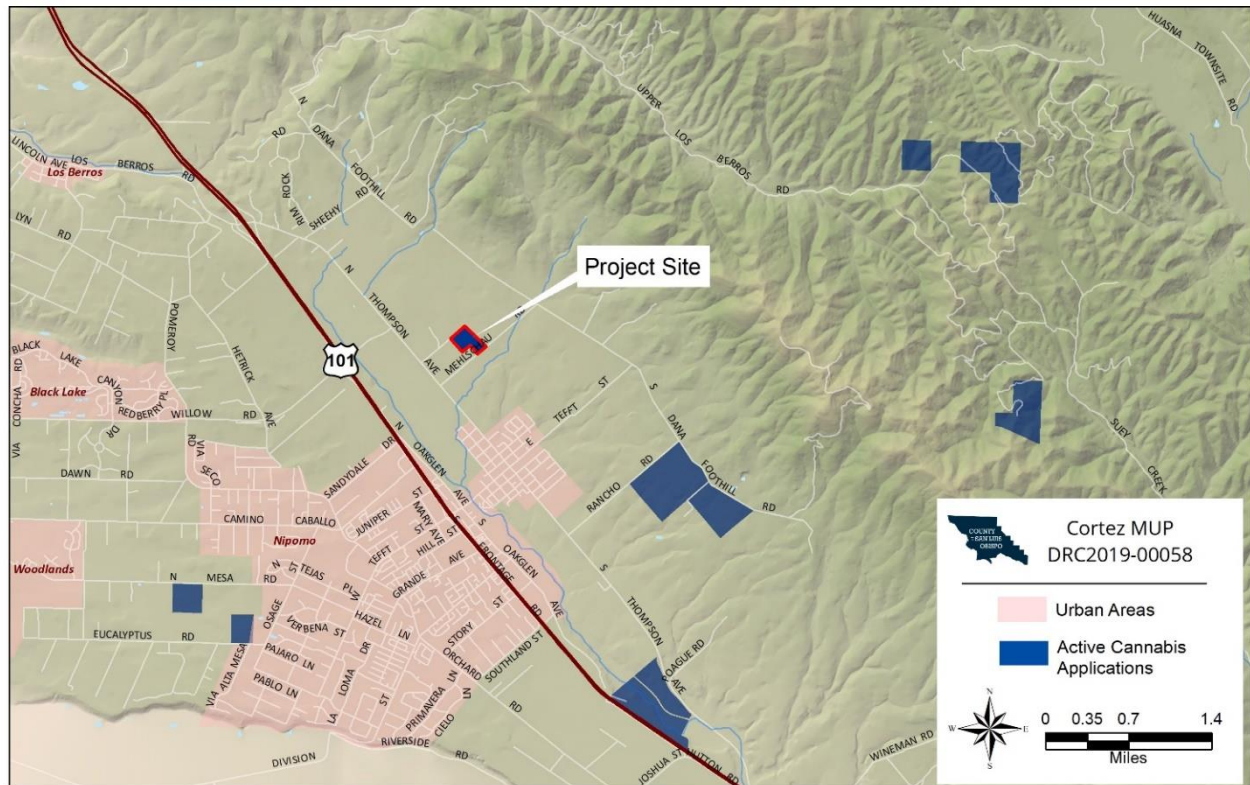 HUASNA
TOWNSITE
RD
UPPER
LOS
BERROS
RD
N
DANA
FOOTHILL
RD
RD
ROCK
RIM
SHEEHY RD
LINCOLN AVE
LOS
BERROS
RD
Los Berros
LYN
RD
Project Site
N
THOMPSON
AVE
MEHLSCHAU
RD
POMEROY
HETRICK
AVE
101
BLACK
LAKE
CANYON
REDBERRY PL
Black Lake
VIA
CONCHA RD
WILLOW
RD
DR
DAWN
RD
VIA
SECO
RD
SANDYDALE
DR
N
OAKGLEN
AVE
E
TEFFT
ST
S
DANA
FOOTHILL
RD
RANCHO
RD
SUEY
CREEK
CAMINO
CABALLO
JUNIPER
ST
MARY AVE
TEFFT
ST
HILL
ST
S
FRONTAGE
RD
S
OAKGLEN
AVE
GRANDE
AVE
Nipomo
Woodlands
N
MESA
RD
N
ST
TEJAS
PL
W
HAZEL
LN
OSAGE
VERBENA
ST
STORY
ST
EUCALYPTUS
RD
PAJARO LN
PABLO LN
VIA
ALTA MESA
LOMA
DR
LA
ST
ORCHARD
RD
SOUTHLAND ST
PRIMAVERA
LN
CIELO
LN
RIVERSIDE
RD
DIVISION
S
THOMPSON
AVE
POAGUE RD
JOSHUA ST
HUTTON
RD
WINEMAN RD
COUNTY
SAN LUIS
OBISPO
Cortez MUP
DRC2019-00058
Urban Areas
Active Cannabis
Applications
N
W
E
S
0 0.35 0.7 1.4
Miles